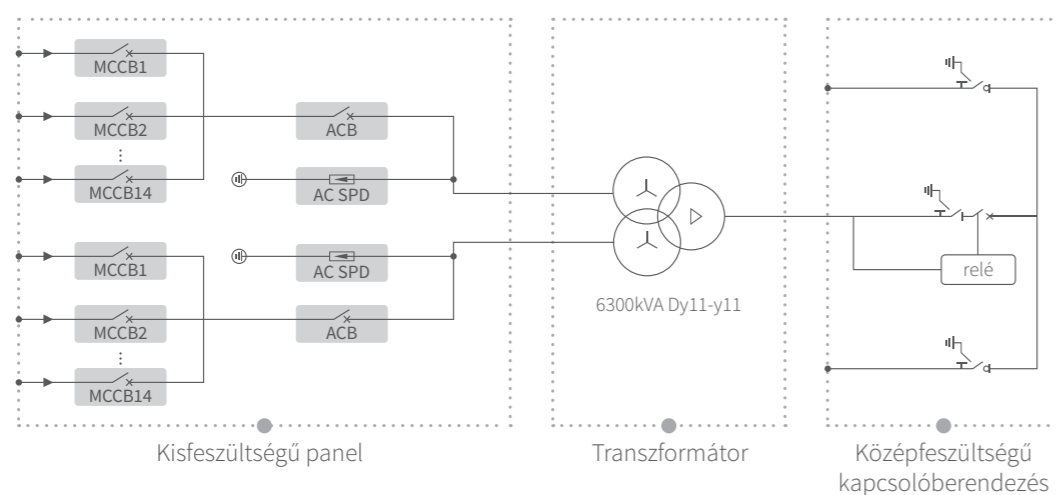 MCCB1
MCCB2
MCCB14
ACB
AC SPD
MCCB1
MCCB2
MCCB14
AC SPD
ACB
Kisfeszültségű panel
6300kVA Dy11-y11
Transzformátor
relé
Középfeszültségű
kapcsolóberendezés